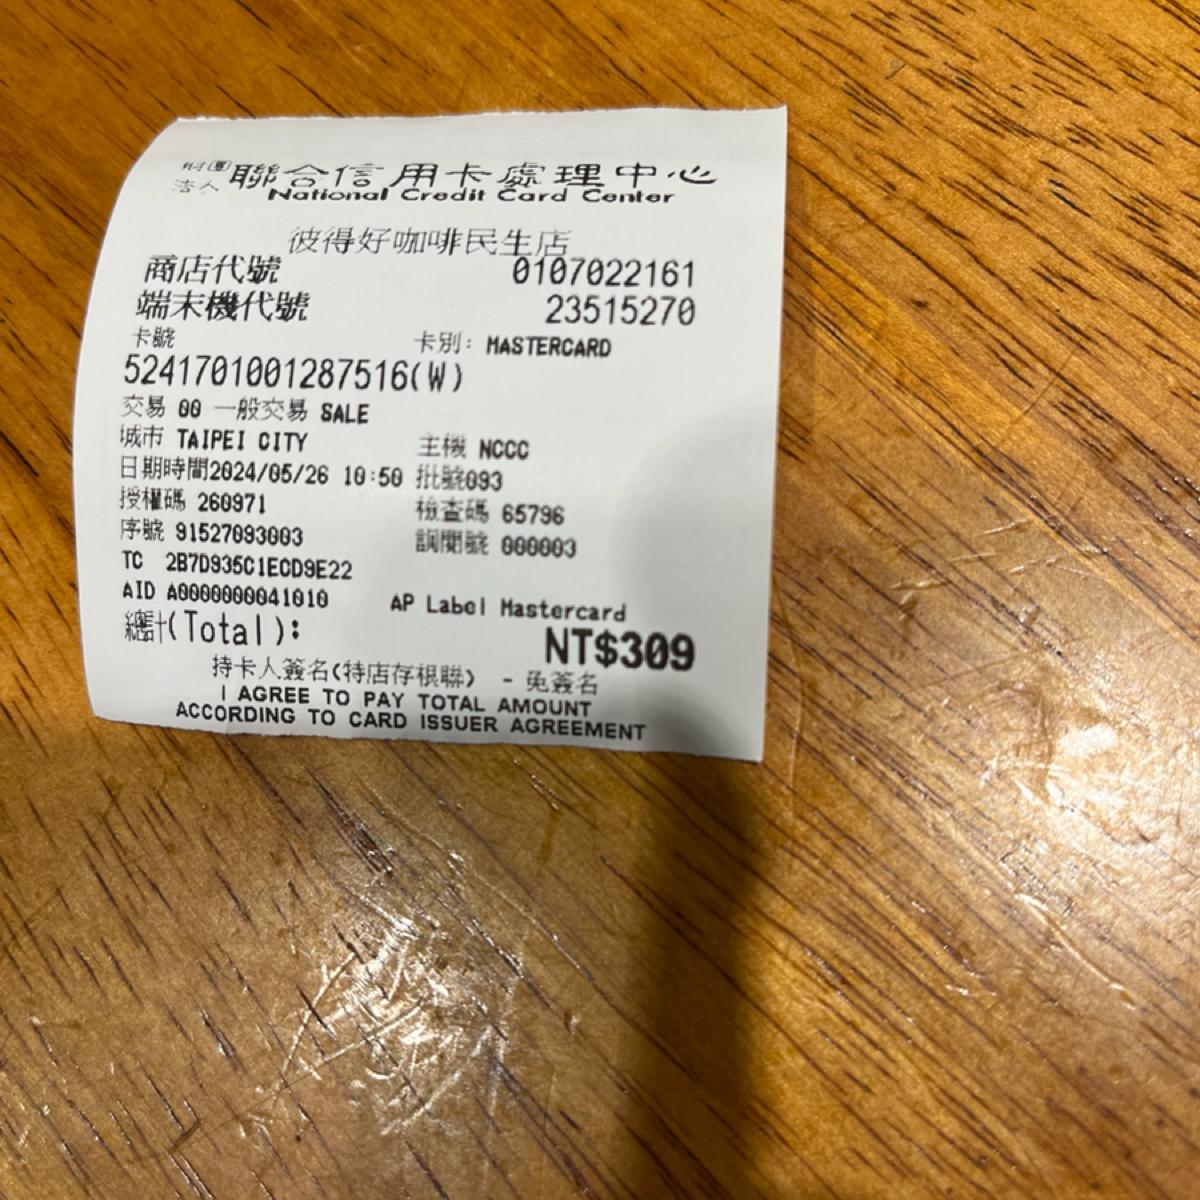 財團法人 聯合信用卡處理中心
National Credit Card Center
彼得好咖啡民生店
商店代號 0107022161
端末機代號 23515270
卡號 卡別: MASTERCARD
5241701001287516(W)
交易 00 一般交易 SALE
城市 TAIPEI CITY 主機 NCCC
日期時間2024/05/26 10:50 批號093
授權碼 260971 檢查碼 65796
序號 91527093003 調閱號 000003
TC 2B7D935C1ECD9E22
AID A0000000041010 AP Label Mastercard
總計(Total): NT$309
持卡人簽名(特店存根聯) - 免簽名
I AGREE TO PAY TOTAL AMOUNT
ACCORDING TO CARD ISSUER AGREEMENT